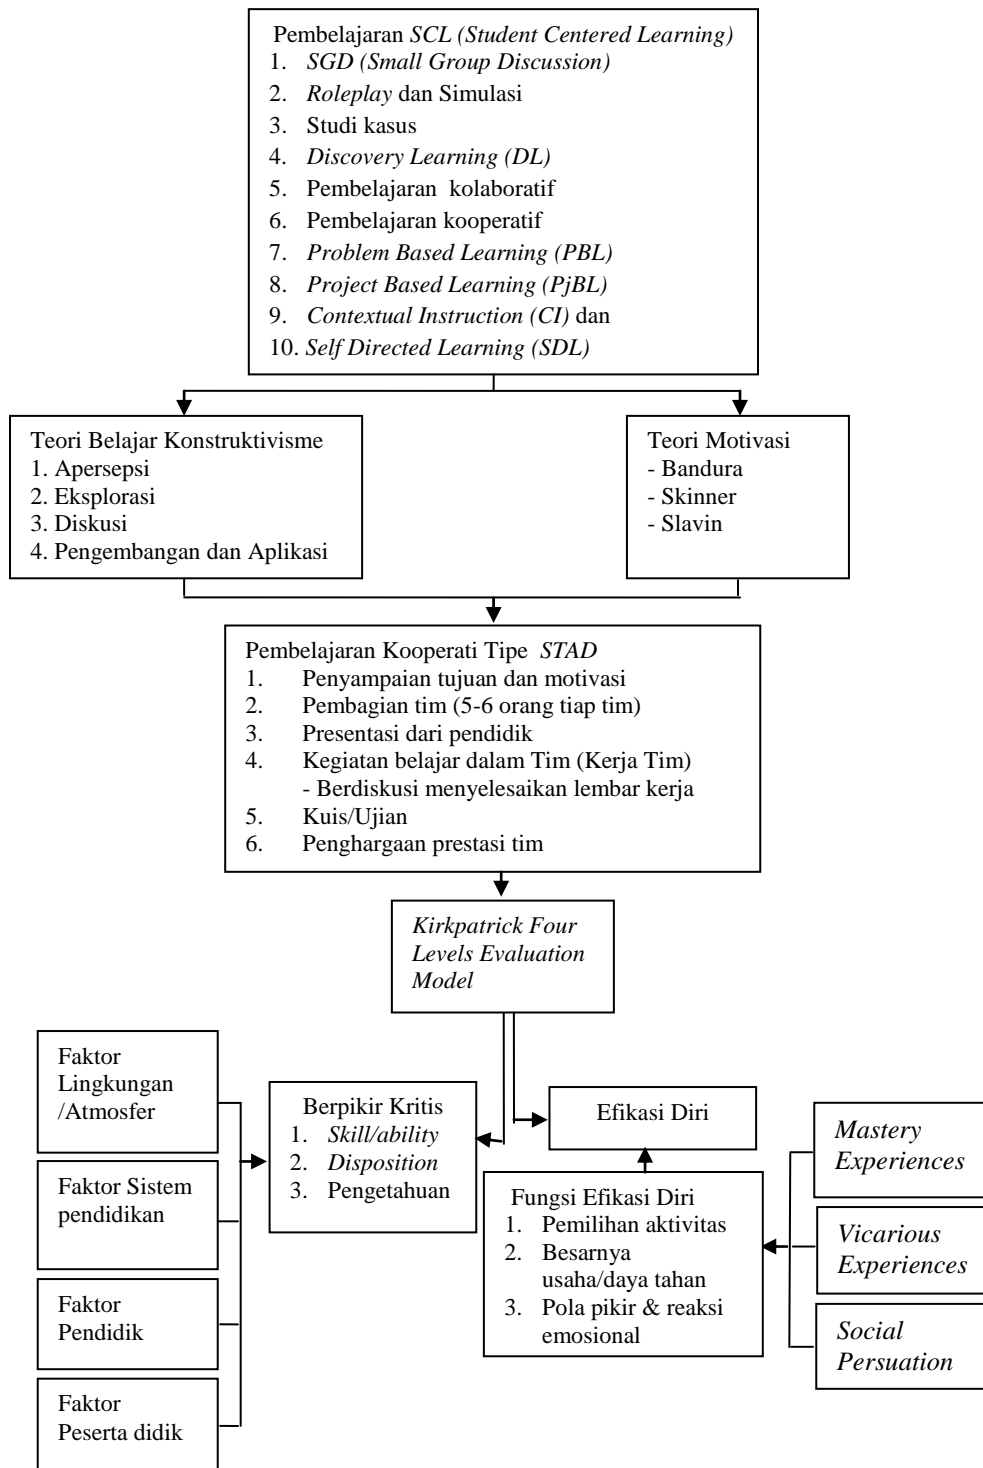 Pembelajaran SCL (Student Centered Learning)
1. SGD (Small Group Discussion)
2. Roleplay dan Simulasi
3. Studi kasus
4. Discovery Learning (DL)
5. Pembelajaran kolaboratif
6. Pembelajaran kooperatif
7. Problem Based Learning (PBL)
8. Project Based Learning (PjBL)
9. Contextual Instruction (CI) dan
10. Self Directed Learning (SDL)
Teori Belajar Konstruktivisme
1. Apersepsi
2. Eksplorasi
3. Diskusi
4. Pengembangan dan Aplikasi
Teori Motivasi
- Bandura
- Skinner
- Slavin
Pembelajaran Kooperati Tipe STAD
1. Penyampaian tujuan dan motivasi
2. Pembagian tim (5-6 orang tiap tim)
3. Presentasi dari pendidik
4. Kegiatan belajar dalam Tim (Kerja Tim)
- Berdiskusi menyelesaikan lembar kerja
5. Kuis/Ujian
6. Penghargaan prestasi tim
Kirkpatrick Four
Levels Evaluation
Model
Faktor
Lingkungan
/Atmosfer
Faktor Sistem
pendidikan
Faktor
Pendidik
Faktor
Peserta didik
Berpikir Kritis
1. Skill/ability
2. Disposition
3. Pengetahuan
Efikasi Diri
Fungsi Efikasi Diri
1. Pemilihan aktivitas
2. Besarnya
usaha/daya tahan
3. Pola pikir & reaksi
emosional
Mastery
Experiences
Vicarious
Experiences
Social
Persuation